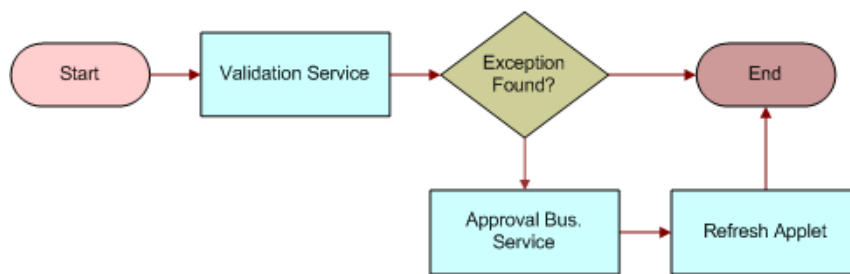 Start
Validation Service
Exception
Found?
End
Approval Bus.
Service
Refresh Applet